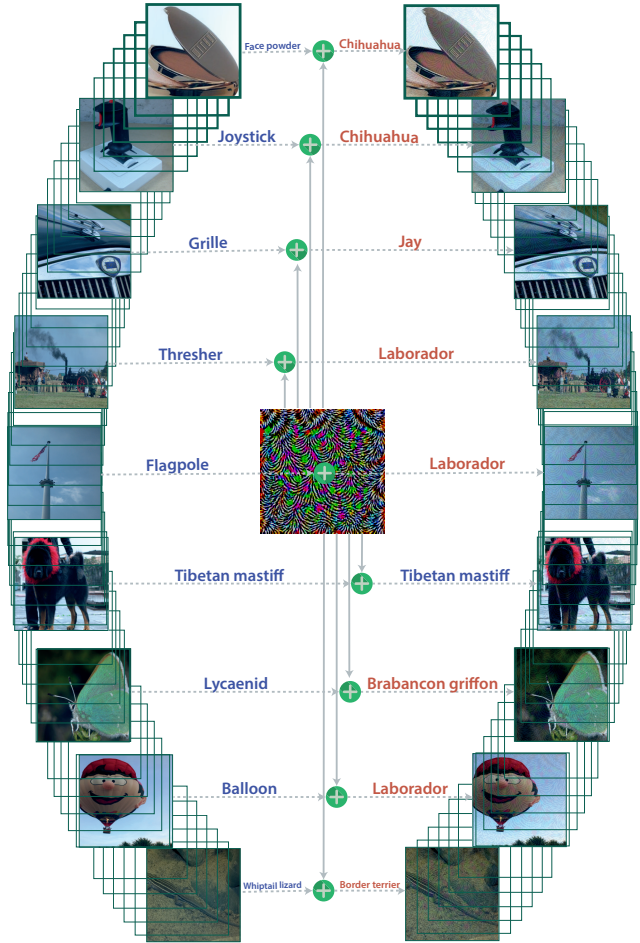 Face powder Chihuahua
Joystick Chihuahua
Grille Jay
Thresher Laborador
Flagpole Laborador
Tibetan mastiff Tibetan mastiff
Lycaenid Brabancon griffon
Balloon Laborador
Whiptail lizard Border terrier